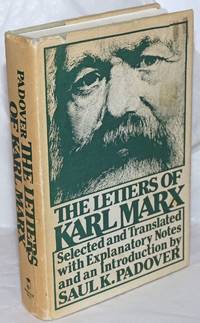 THE LETTERS OF
KARL MARX
Selected and Translated
with Explanatory Notes
and an Introduction by
SAUL K. PADOVER
PADOVER THE LETTERS
OF KARL MARX